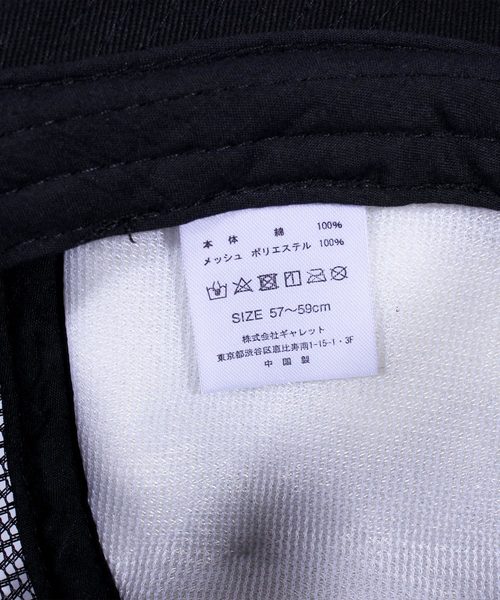 本体 綿 100%
メッシュ ポリエステル 100%
SIZE 57～59cm
株式会社ギャレット
東京都渋谷区恵比寿南1-15-1・3F
中国製